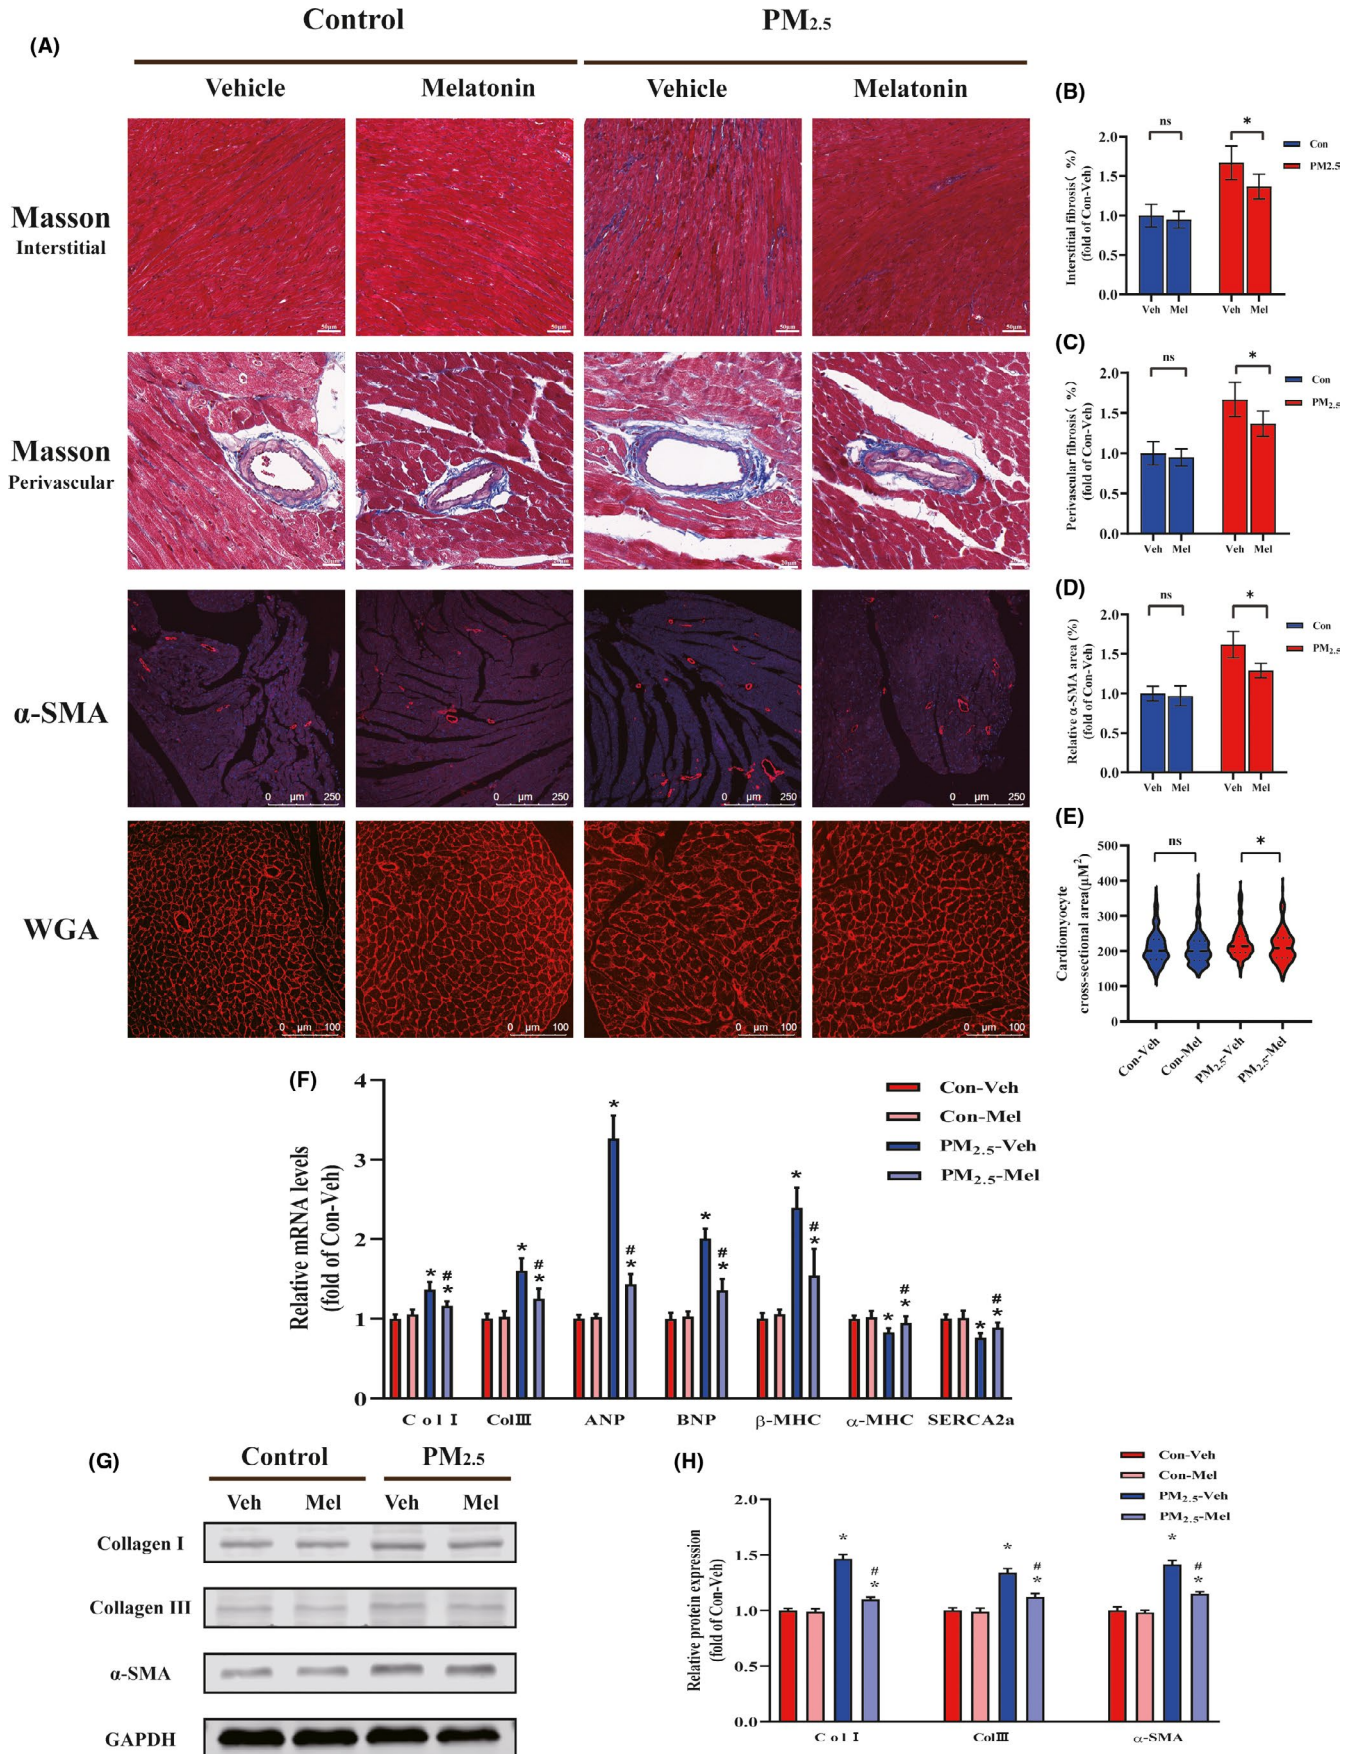 Control
PM2.5
(A)
Vehicle
Melatonin
Vehicle
Melatonin
Masson
Interstitial
50μm
50μm
50μm
50μm
Masson
Perivascular
20μm
α-SMA
0 μm 250
0 μm 250
0 μm 250
0 μm 250
WGA
0 μm 100
0 μm 100
0 μm 100
0 μm 100
(B)
ns
*
2.0
1.5
1.0
0.5
0.0
Interstitial fibrosis( %)
(fold of Con-Veh)
Veh Mel Veh Mel
Con
PM2.5
(C)
ns
*
2.0
1.5
1.0
0.5
0.0
Perivascular fibrosis( %)
(fold of Con-Veh)
Veh Mel Veh Mel
Con
PM2.5
(D)
ns
*
2.0
1.5
1.0
0.5
0.0
Relative α-SMA area (%)
(fold of Con-Veh)
Veh Mel Veh Mel
Con
PM2.5
(E)
ns
*
500
400
300
200
100
0
Cardiomyocyte
cross-sectional area(μM²)
Con-Veh
Con-Mel
PM2.5-Veh
PM2.5-Mel
(F)
4
3
2
1
0
Relative mRNA levels
(fold of Con-Veh)
Con-Veh
Con-Mel
PM2.5-Veh
PM2.5-Mel
* # *
* # *
* # *
* # *
* # *
* # *
* # *
Col Ⅰ ColⅢ ANP BNP β-MHC α-MHC SERCA2a
(G)
Control
PM2.5
Veh Mel Veh Mel
Collagen I
Collagen III
α-SMA
GAPDH
(H)
Con-Veh
Con-Mel
PM2.5-Veh
PM2.5-Mel
2.0
1.5
1.0
0.5
0.0
Relative protein expression
(fold of Con-Veh)
* # *
* # *
* # *
Col Ⅰ ColⅢ α-SMA